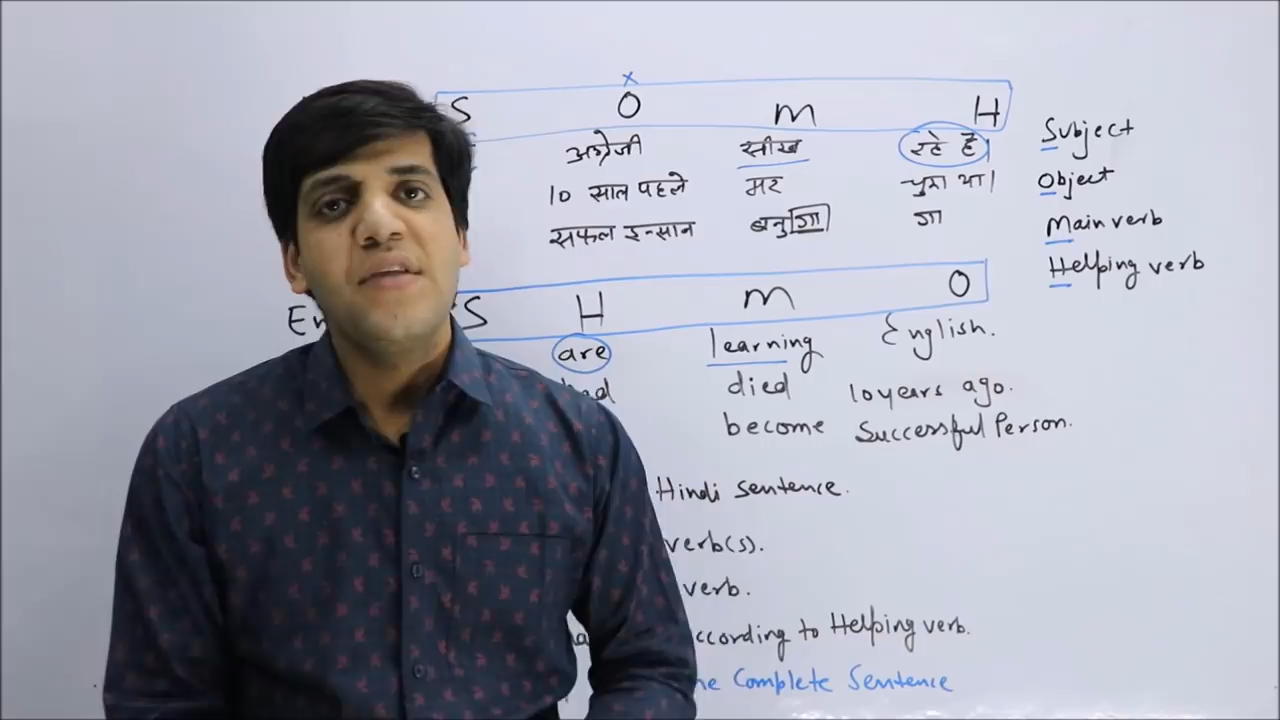 S O M H
अंग्रेजी सीख रहे हैं।
10 साल पहले मर चुका था।
सफल इन्सान बनूंगा गा
Subject
Object
Main verb
Helping verb
S H M O
are learning English.
died 10 years ago.
become Successful Person.
Hindi sentence.
verb(s).
verb.
According to Helping verb.
Complete Sentence